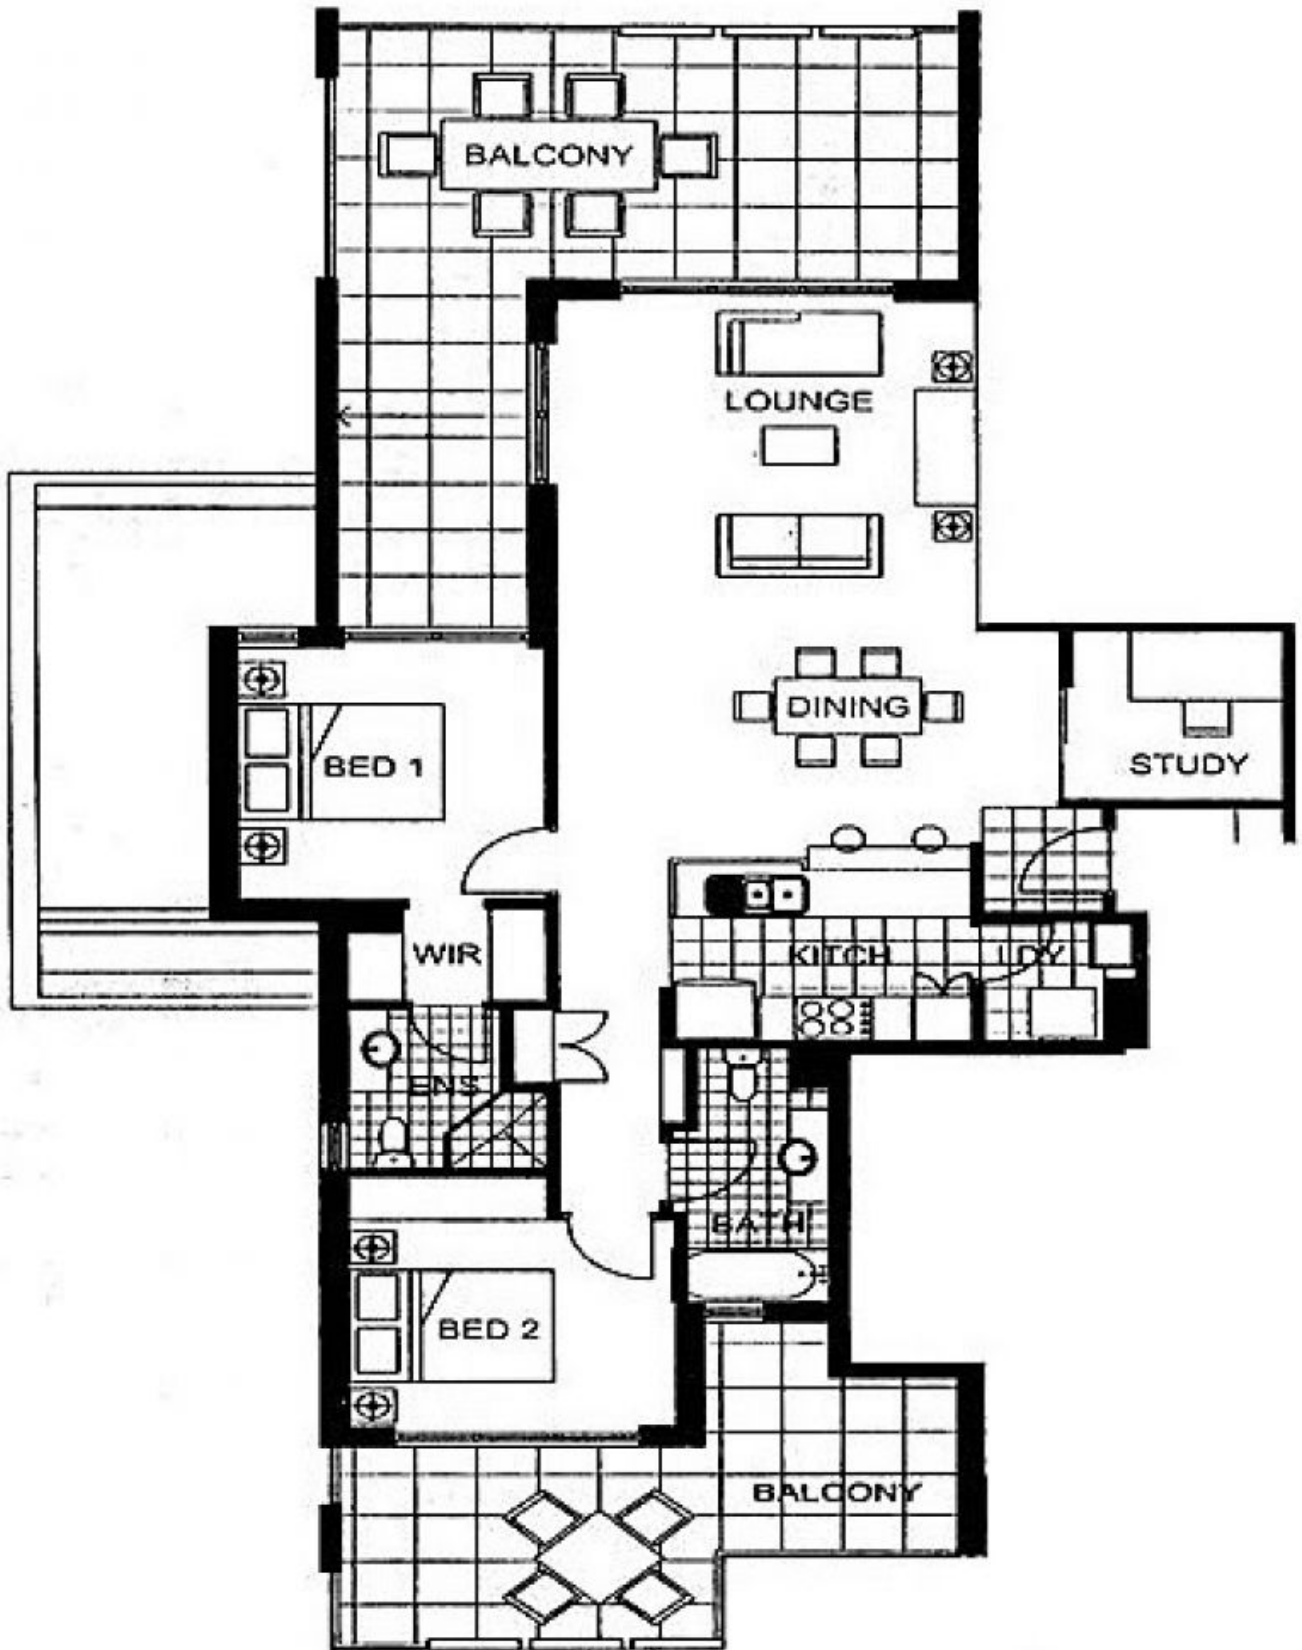 BALCONY
LOUNGE
DINING
BED 1
STUDY
WIR
KITCH
LDY
ENS
BATH
BED 2
BALCONY